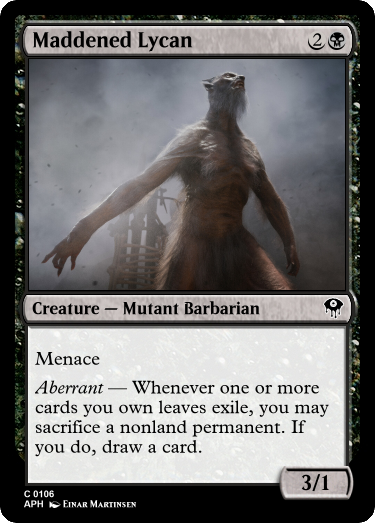 Maddened Lycan 2
Creature — Mutant Barbarian
Menace
Aberrant — Whenever one or more
cards you own leaves exile, you may
sacrifice a nonland permanent. If
you do, draw a card.
3/1
C 0106
APH Einar Martinsen